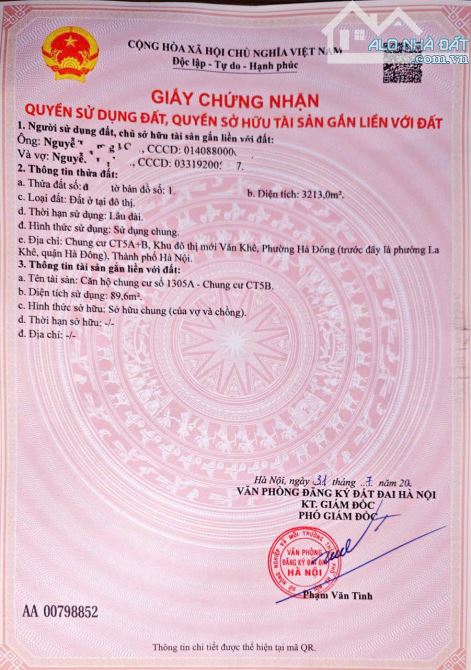 ALO NHÀ ĐẤT
.com.vn
CỘNG HÒA XÃ HỘI CHỦ NGHĨA VIỆT NAM
Độc lập - Tự do - Hạnh phúc
GIẤY CHỨNG NHẬN
QUYỀN SỬ DỤNG ĐẤT, QUYỀN SỞ HỮU TÀI SẢN GẮN LIỀN VỚI ĐẤT
1. Người sử dụng đất, chủ sở hữu tài sản gắn liền với đất:
Ông: Nguyễ CCCD: 014088000
Và vợ: Nguyễ. CCCD: 03319200 7.
2. Thông tin thửa đất:
a. Thửa đất số: tờ bản đồ số: 1. b. Diện tích: 3213,0m².
c. Loại đất: Đất ở tại đô thị.
d. Thời hạn sử dụng: Lâu dài.
đ. Hình thức sử dụng: Sử dụng chung.
e. Địa chỉ: Chung cư CT5A+B, Khu đô thị mới Văn Khê, Phường Hà Đông (trước đây là phường La
Khê, quận Hà Đông), Thành phố Hà Nội.
3. Thông tin tài sản gắn liền với đất:
a. Tên tài sản: Căn hộ chung cư số 1305A - Chung cư CT5B.
b. Diện tích sử dụng: 89,6m².
c. Hình thức sở hữu: Sở hữu chung (của vợ và chồng).
d. Thời hạn sở hữu: -/-
đ. Địa chỉ: -/-
Hà Nội, ngày 31 tháng 7 năm 20
VĂN PHÒNG ĐĂNG KÝ ĐẤT ĐAI HÀ NỘI
KT. GIÁM ĐỐC
PHÓ GIÁM ĐỐC
VĂN PHÒNG
ĐĂNG KÝ ĐẤT ĐAI
HÀ NỘI
Phạm Văn Tình
AA 00798852
Thông tin chi tiết được thể hiện tại mã QR.